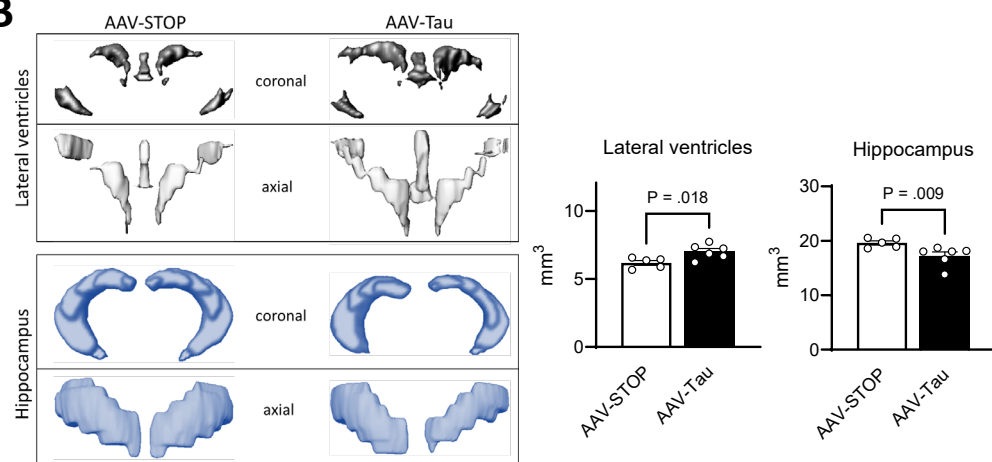 B
AAV-STOP
AAV-Tau
Lateral ventricles
coronal
axial
Hippocampus
coronal
axial
Lateral ventricles
mm3
10
5
0
P = .018
AAV-STOP
AAV-Tau
Hippocampus
mm3
30
20
10
0
P = .009
AAV-STOP
AAV-Tau